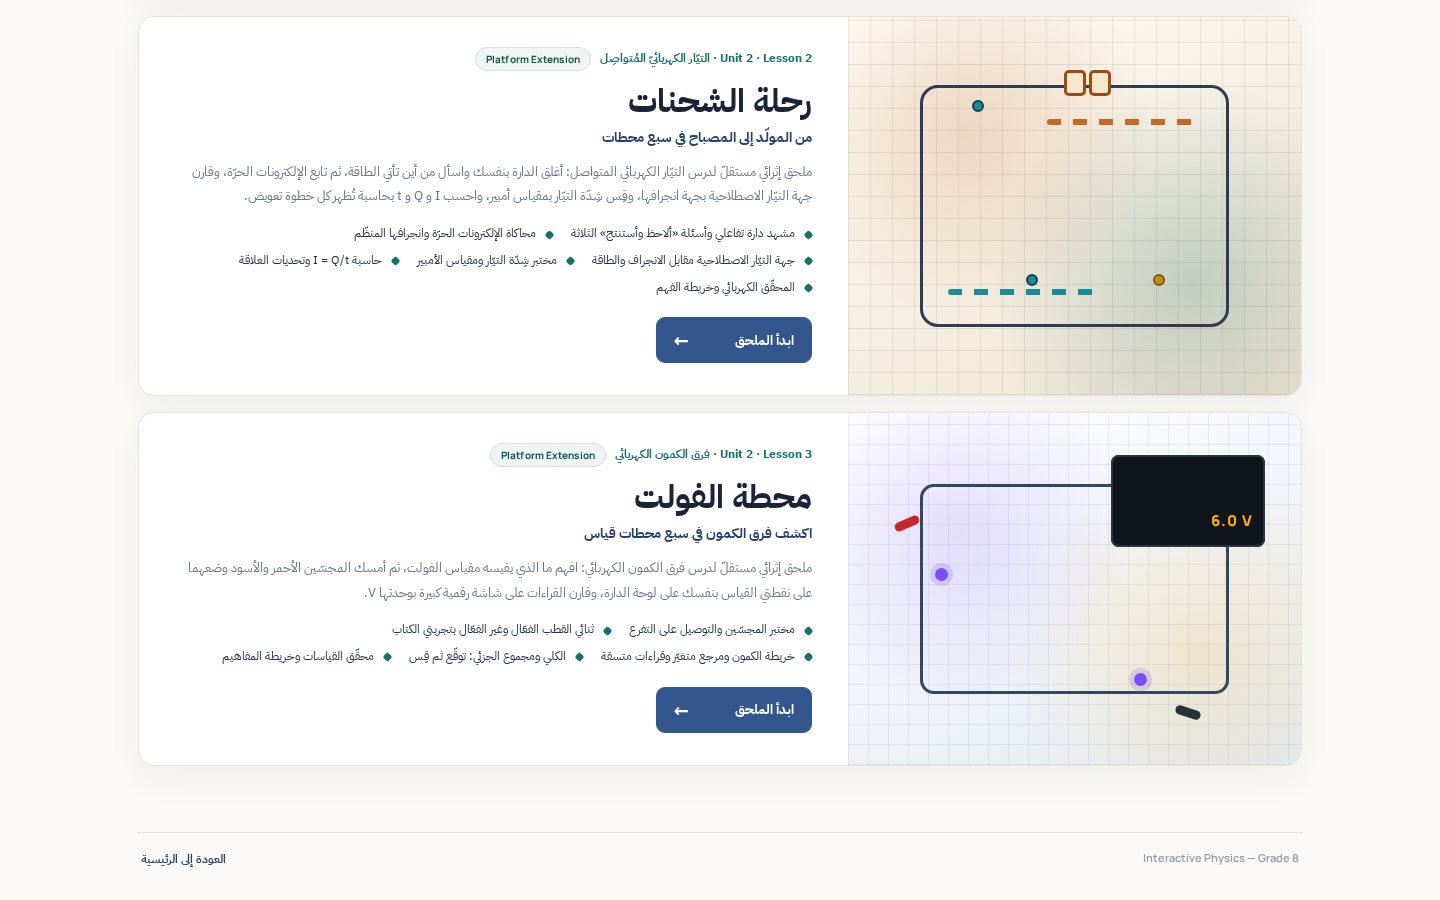 Unit 2 · Lesson 2 · التيّار الكهربائيّ المُتواصِل Platform Extension
رحلة الشحنات
من المولّد إلى المصباح في سبع محطات
ملحق إثرائي مستقلّ لدرس التيّار الكهربائي المتواصل: أغلق الدارة بنفسك واسأل من أين تأتي الطاقة، ثم تابع الإلكترونات الحرّة، وقارن
جهة التيّار الاصطلاحية بجهة انجرافها، وقِس شِدّة التيّار بمقياس أمبير، واحسب I و Q و t بحاسبة تُظهر كل خطوة تعويض.
مشهد دارة تفاعلي وأسئلة «ألاحظ وأستنتج» الثلاثة محاكاة الإلكترونات الحرّة وانجرافها المنظّم
جهة التيّار الاصطلاحية مقابل الانجراف والطاقة مختبر شِدّة التيّار ومقياس الأمبير حاسبة I = Q/t وتحديات العلاقة
المحقّق الكهربائي وخريطة الفهم
ابدأ الملحق ←
Unit 2 · Lesson 3 · فرق الكمون الكهربائي Platform Extension
محطة الفولت
اكشف فرق الكمون في سبع محطات قياس
ملحق إثرائي مستقلّ لدرس فرق الكمون الكهربائي: افهم ما الذي يقيسه مقياس الفولت، ثم أمسك المجسّين الأحمر والأسود وضعهما
على نقطتي القياس بنفسك على لوحة الدارة، وقارن القراءات على شاشة رقمية كبيرة بوحدتها V.
مختبر المجسّين والتوصيل على التفرع ثنائي القطب الفعّال وغير الفعّال بتجربتي الكتاب
خريطة الكمون ومرجع متغيّر وقراءات متسقة الكلي ومجموع الجزئي: توقّع ثم قِس محقّق القياسات وخريطة المفاهيم
ابدأ الملحق ←
6.0 V
Interactive Physics — Grade 8
العودة إلى الرئيسية